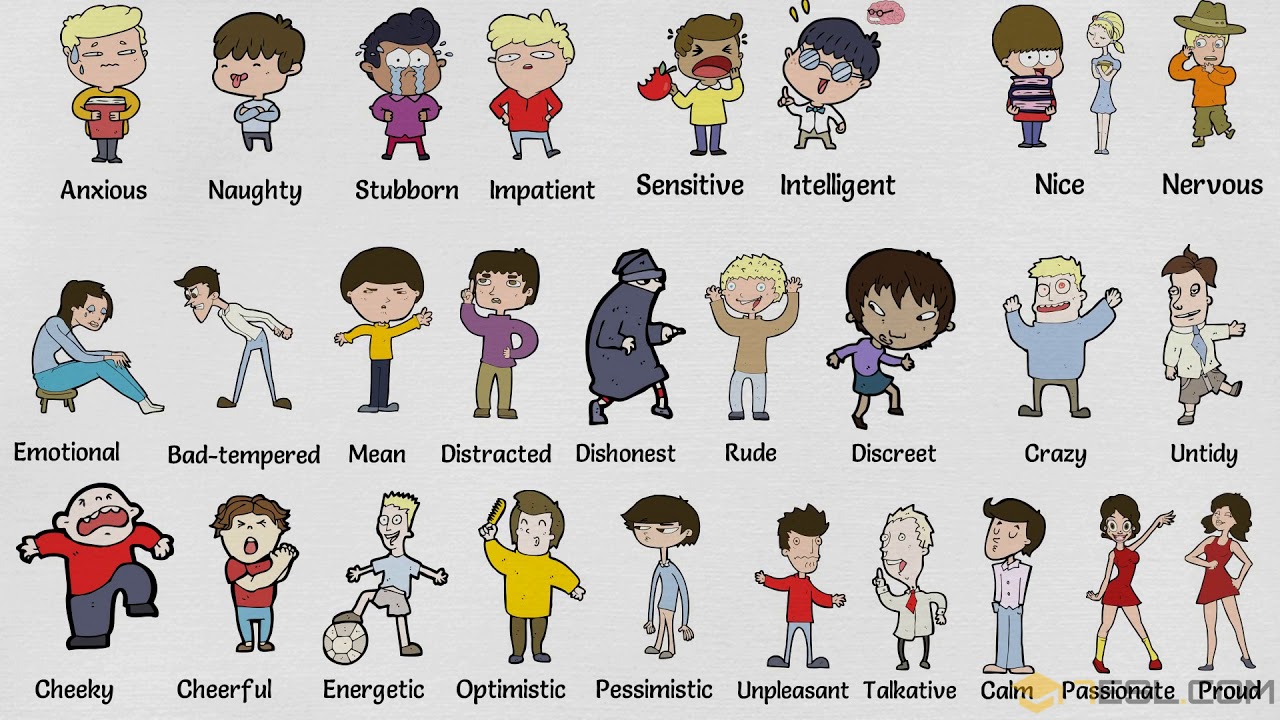 Anxious Naughty Stubborn Impatient Sensitive Intelligent Nice Nervous
Emotional Bad-tempered Mean Distracted Dishonest Rude Discreet Crazy Untidy
Cheeky Cheerful Energetic Optimistic Pessimistic Unpleasant Talkative Calm Passionate Proud
7ESL.COM